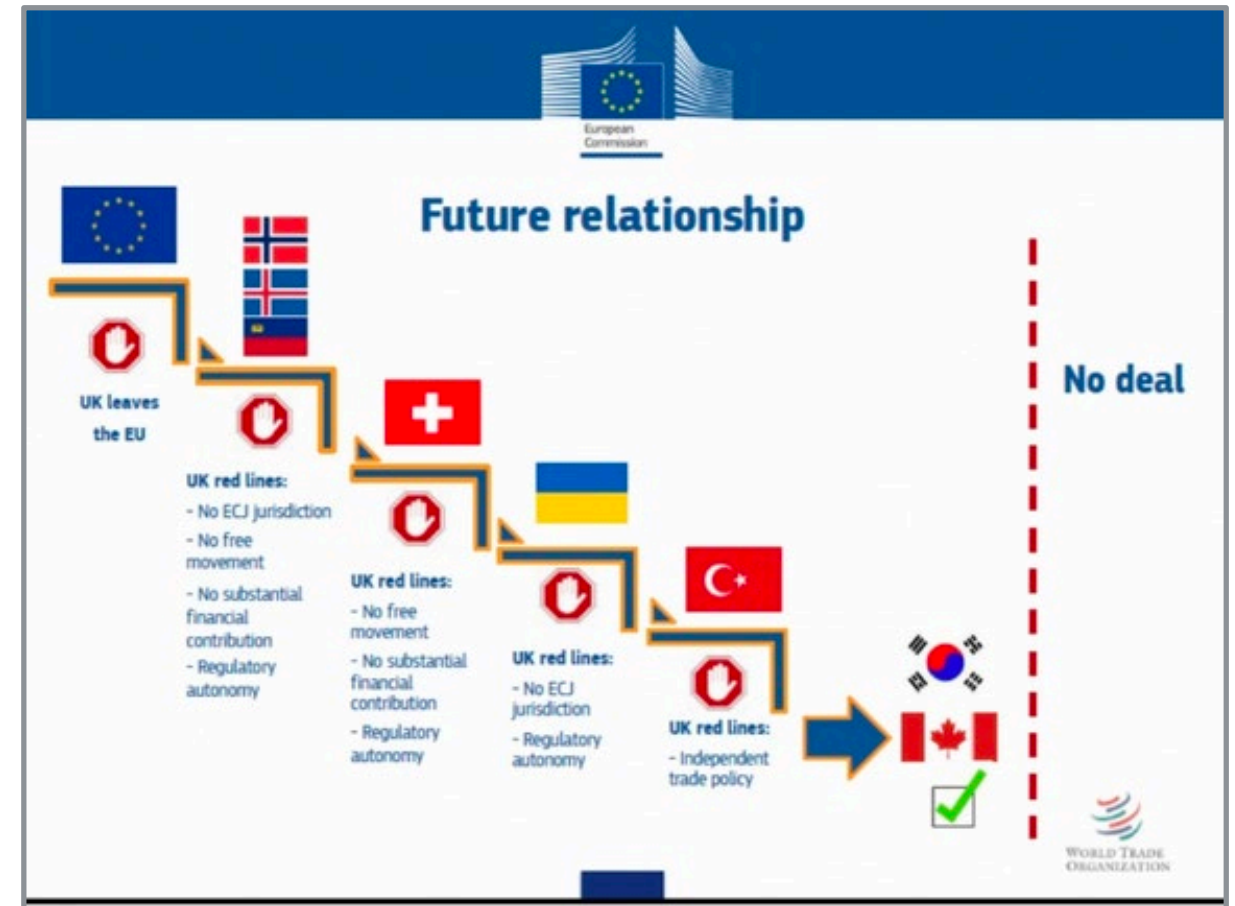 European
Commission
Future relationship
No deal
UK leaves
the EU
UK red lines:
- No ECJ jurisdiction
- No free
movement
- No substantial
financial
contribution
- Regulatory
autonomy
UK red lines:
- No free
movement
- No substantial
financial
contribution
- Regulatory
autonomy
UK red lines:
- No ECJ
jurisdiction
- Regulatory
autonomy
UK red lines:
- Independent
trade policy
WORLD TRADE
ORGANIZATION